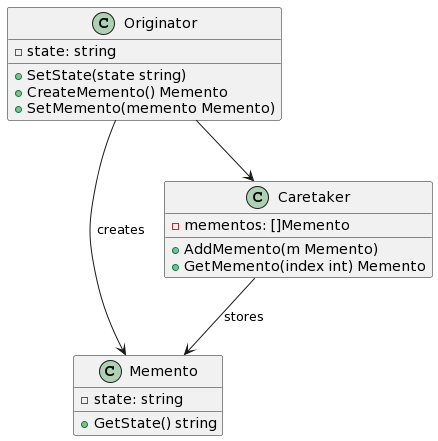 C Originator
state: string
SetState(state string)
CreateMemento() Memento
SetMemento(memento Memento)
C Caretaker
mementos: []Memento
AddMemento(m Memento)
GetMemento(index int) Memento
creates
stores
C Memento
state: string
GetState() string